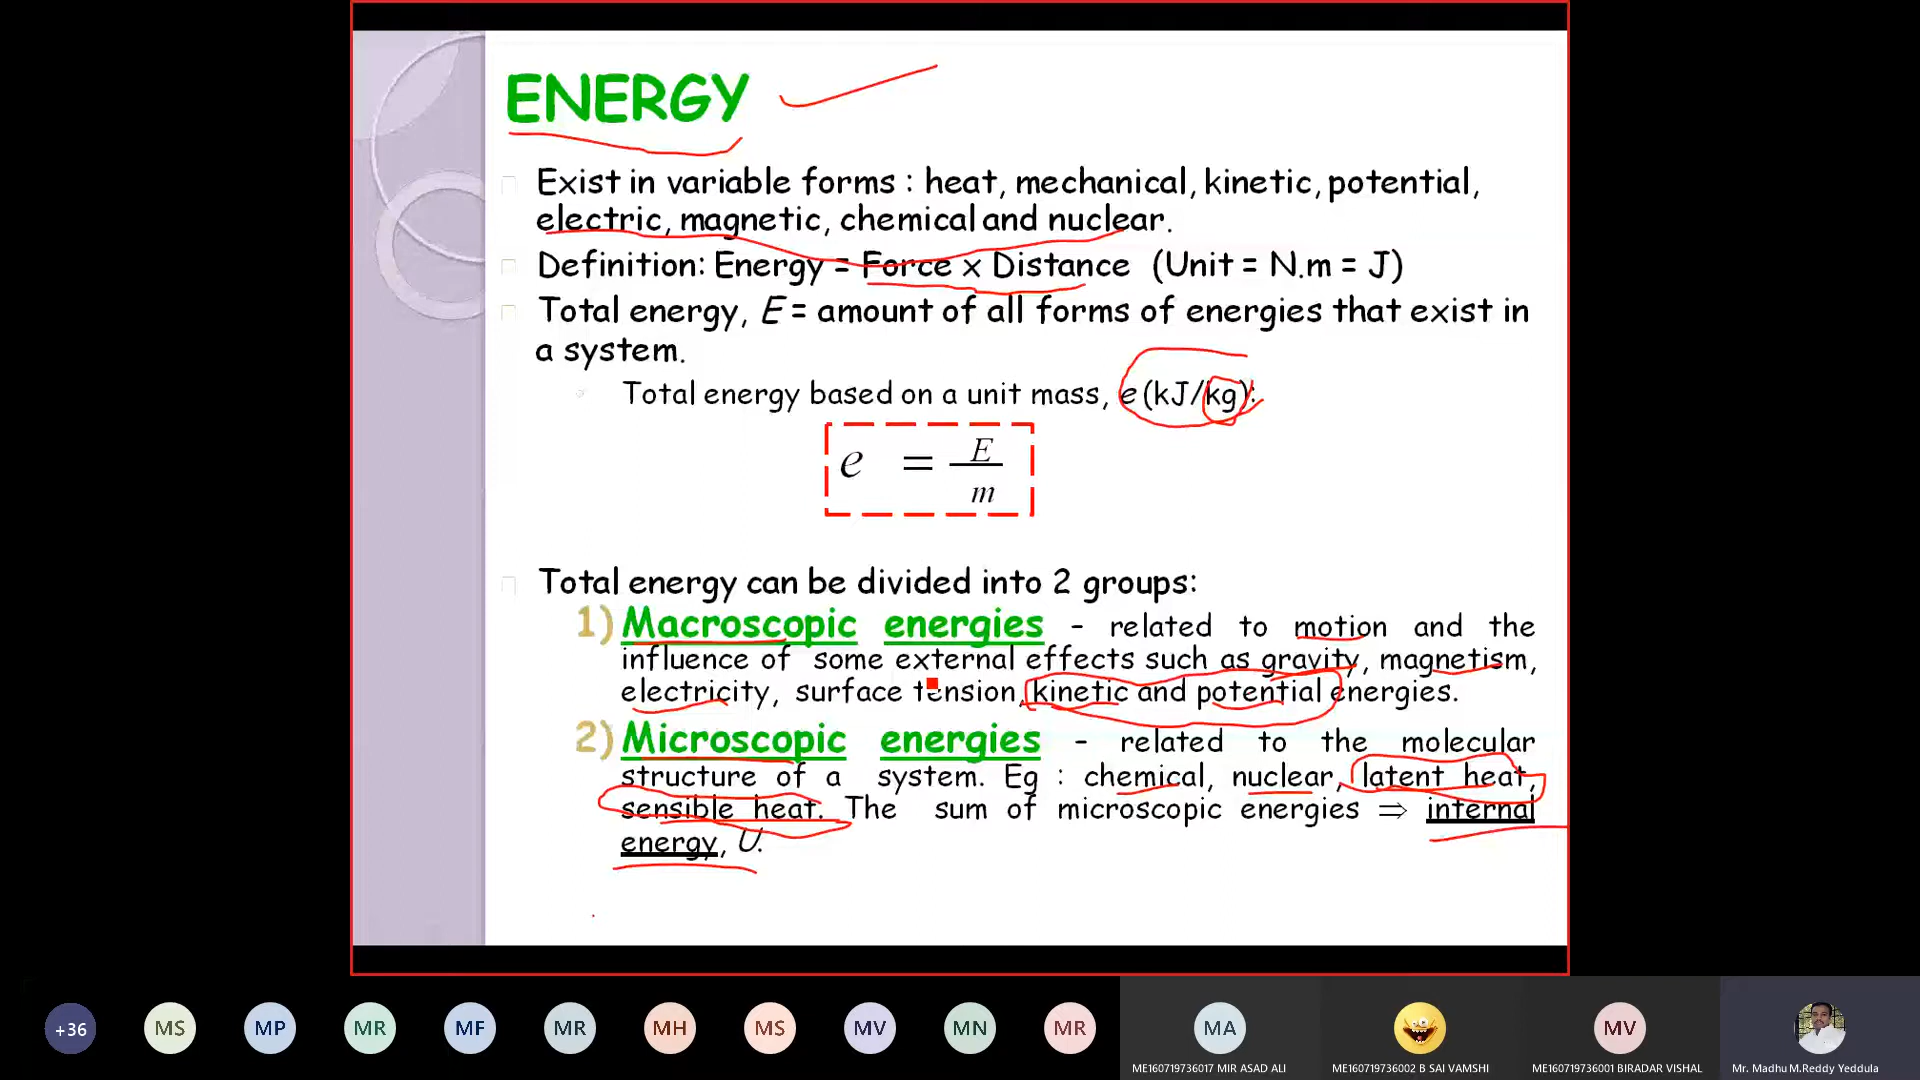 ENERGY
Exist in variable forms : heat, mechanical, kinetic, potential,
electric, magnetic, chemical and nuclear.
Definition: Energy = Force x Distance (Unit = N.m = J)
Total energy, E = amount of all forms of energies that exist in
a system.
Total energy based on a unit mass, e (kJ/kg):
e = E
m
Total energy can be divided into 2 groups:
1) Macroscopic energies - related to motion and the
influence of some external effects such as gravity, magnetism,
electricity, surface tension, kinetic and potential energies.
2) Microscopic energies - related to the molecular
structure of a system. Eg : chemical, nuclear, latent heat,
sensible heat. The sum of microscopic energies ⇒ internal
energy, U.
+36 MS MP MR MF MR MH MS MV MN MR MA MV
ME160719736017 MIR ASAD ALI ME160719736002 B SAI VAMSHI ME160719736001 BIRADAR VISHAL Mr. Madhu M.Reddy Yeddula